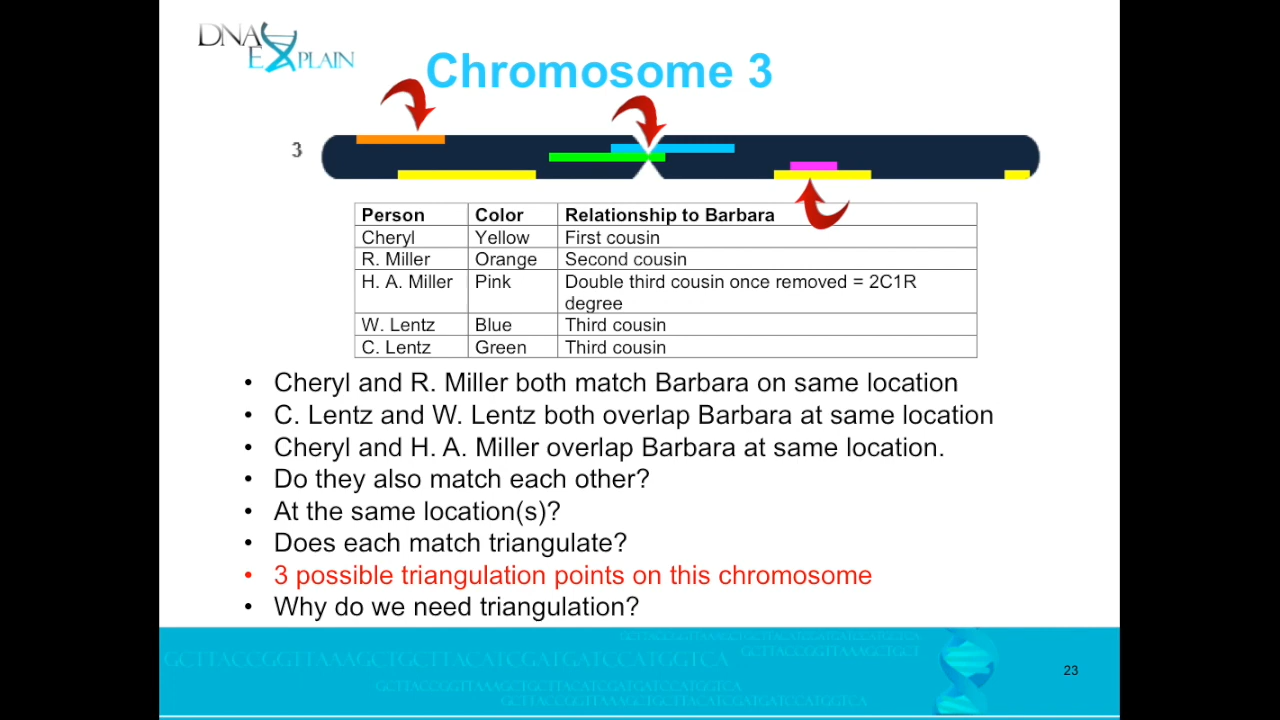 DNA
EXPLAIN
Chromosome 3
3
Person Color Relationship to Barbara
Cheryl Yellow First cousin
R. Miller Orange Second cousin
H. A. Miller Pink Double third cousin once removed = 2C1R
degree
W. Lentz Blue Third cousin
C. Lentz Green Third cousin
• Cheryl and R. Miller both match Barbara on same location
• C. Lentz and W. Lentz both overlap Barbara at same location
• Cheryl and H. A. Miller overlap Barbara at same location.
• Do they also match each other?
• At the same location(s)?
• Does each match triangulate?
• 3 possible triangulation points on this chromosome
• Why do we need triangulation?
23